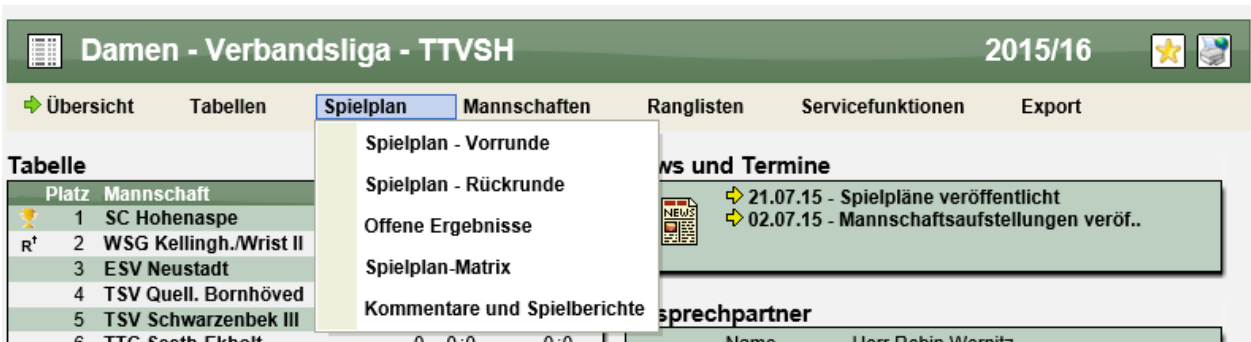 Damen - Verbandsliga - TTVSH 2015/16
Übersicht Tabellen Spielplan Mannschaften Ranglisten Servicefunktionen Export
Spielplan - Vorrunde
Spielplan - Rückrunde
Offene Ergebnisse
Spielplan-Matrix
Kommentare und Spielberichte
Tabelle
Platz Mannschaft
1 SC Hohenaspe
R↑ 2 WSG Kellingh./Wrist II
3 ESV Neustadt
4 TSV Quell. Bornhöved
5 TSV Schwarzenbek III
und Termine
NEWS
21.07.15 - Spielpläne veröffentlicht
02.07.15 - Mannschaftsaufstellungen veröf..